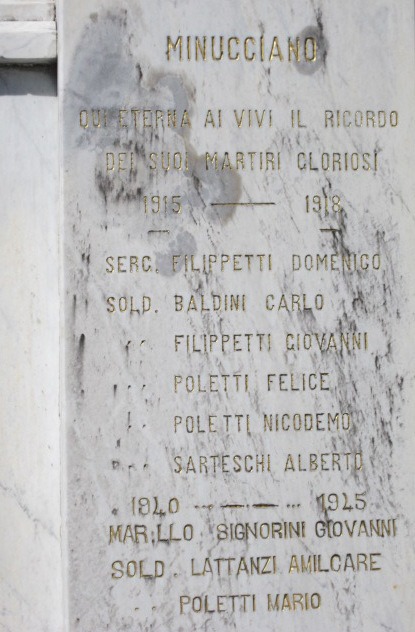 MINUCCIANO
QUI ETERNA AI VIVI IL RICORDO
DEI SUOI MARTIRI GLORIOSI
1915 — 1918
SERG. FILIPPETTI DOMENICO
SOLD. BALDINI CARLO
" " FILIPPETTI GIOVANNI
" " POLETTI FELICE
" " POLETTI NICODEMO
" " SARTESCHI ALBERTO
1940 — 1945
MAR.LLO SIGNORINI GIOVANNI
SOLD. LATTANZI AMILCARE
" " POLETTI MARIO